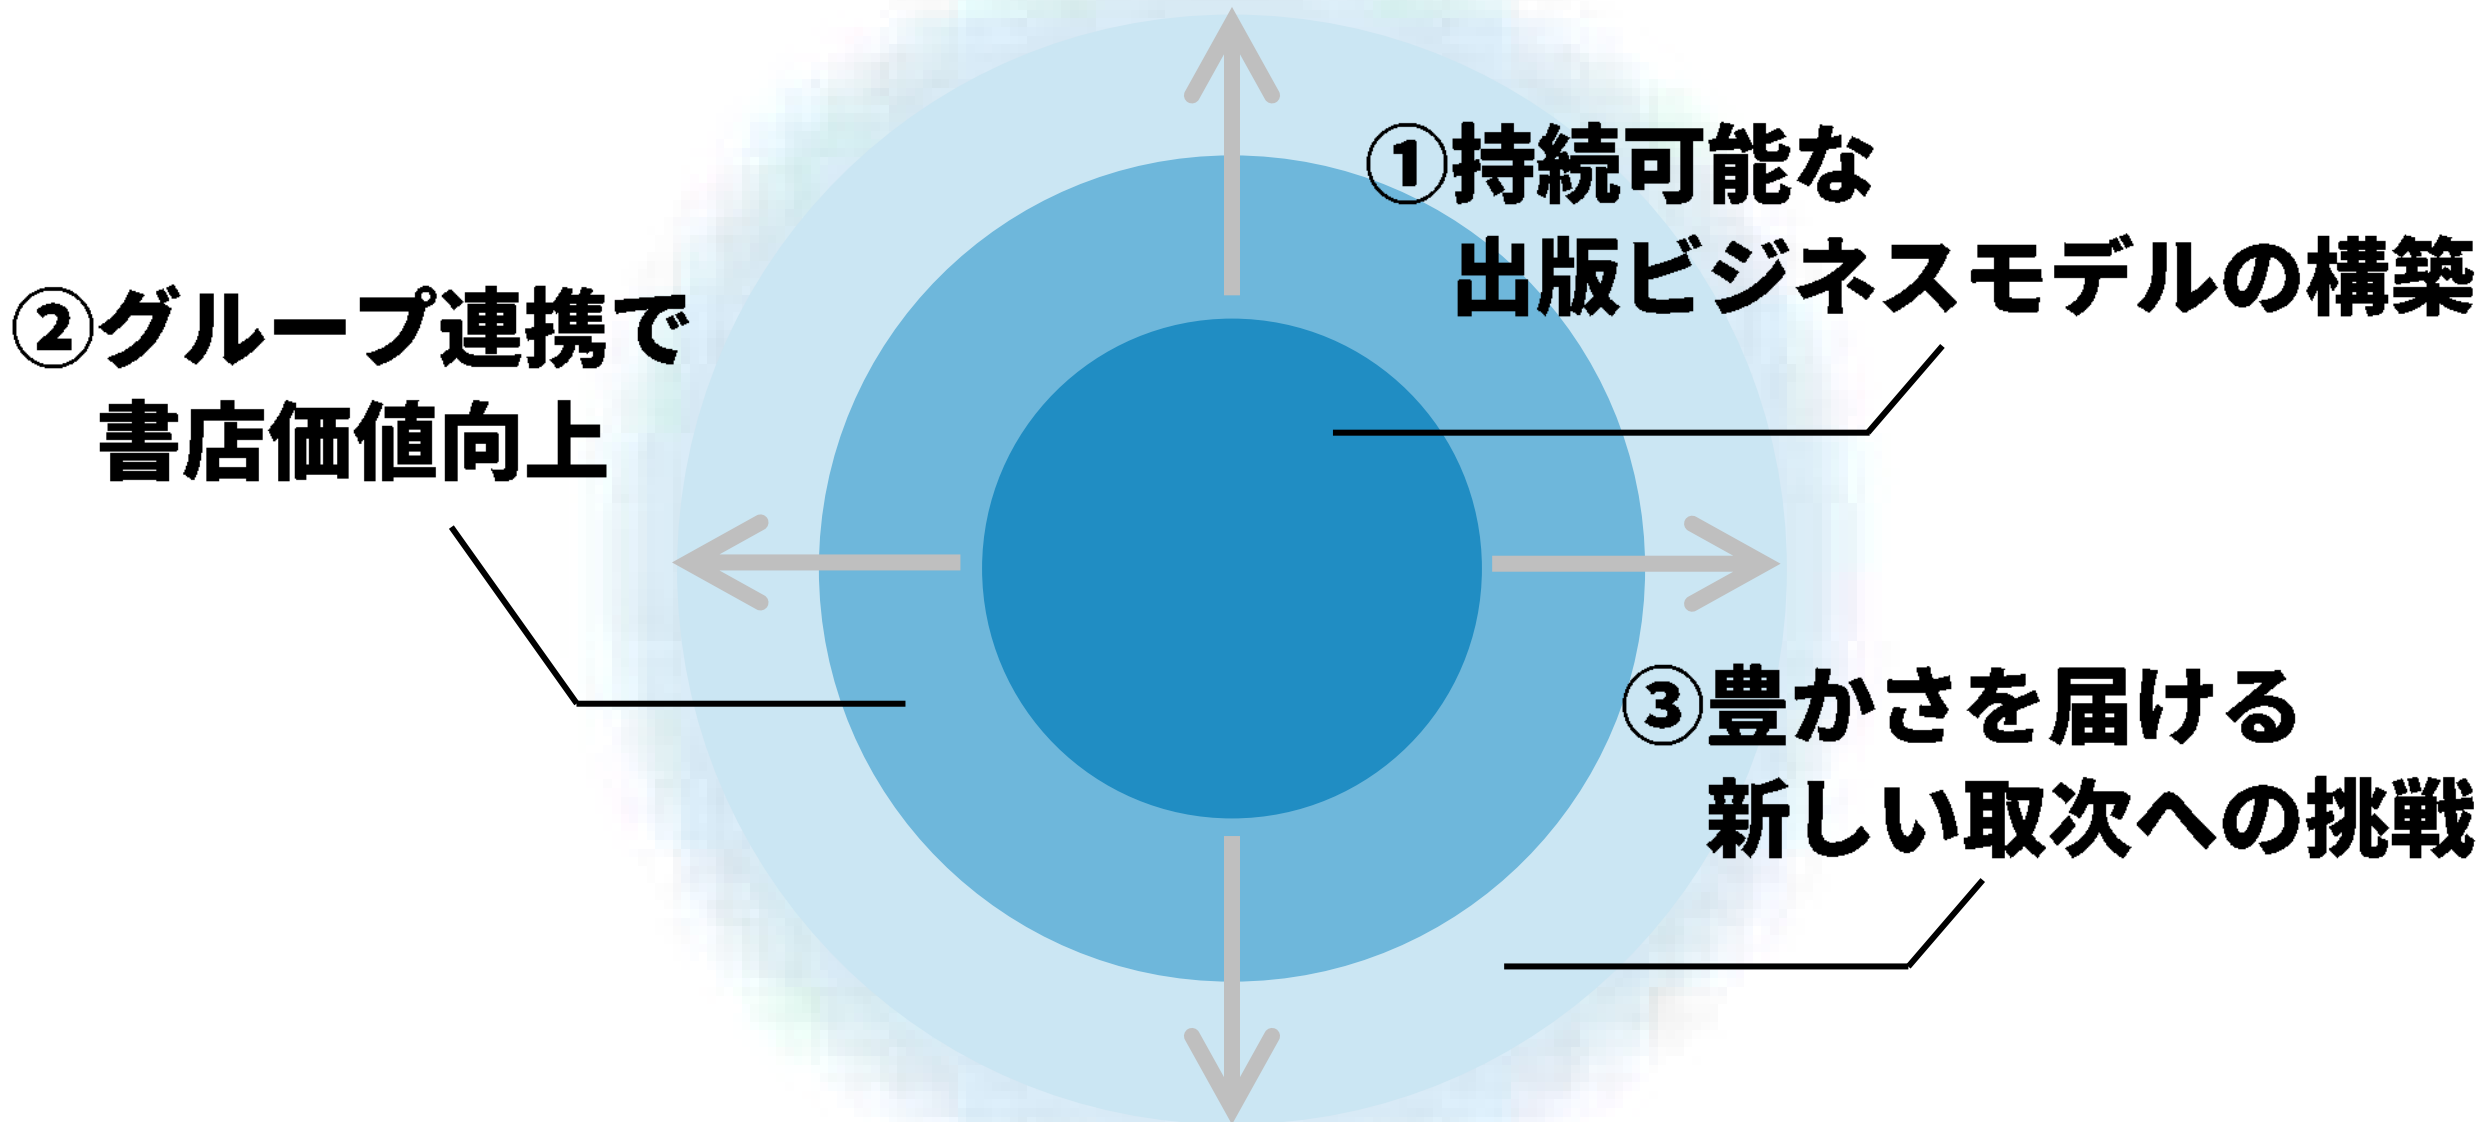 ①持続可能な
出版ビジネスモデルの構築
②グループ連携で
書店価値向上
③豊かさを届ける
新しい取次への挑戦